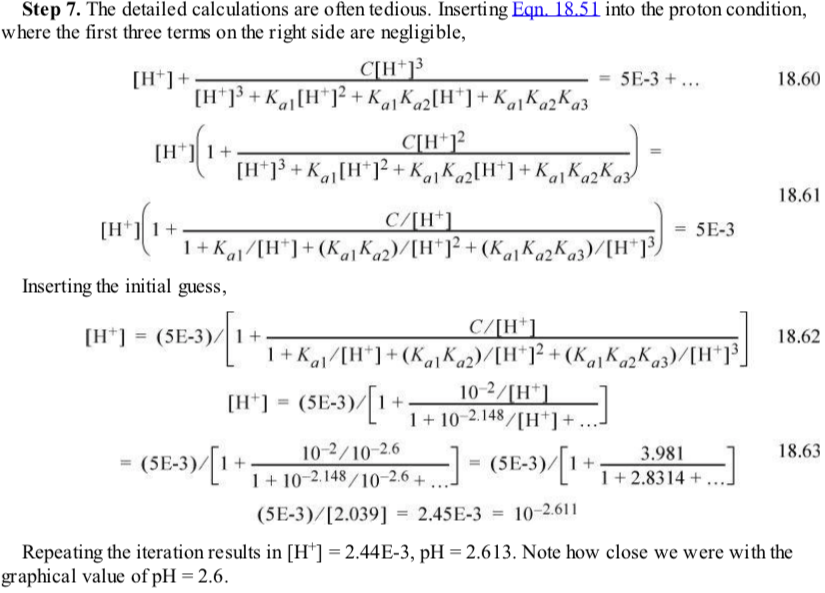 Step 7. The detailed calculations are often tedious. Inserting Eqn. 18.51 into the proton condition,
where the first three terms on the right side are negligible,
[H⁺] + C[H⁺]³ / ([H⁺]³ + Kₐ₁[H⁺]² + Kₐ₁Kₐ₂[H⁺] + Kₐ₁Kₐ₂Kₐ₃) = 5E-3 + ... 18.60
[H⁺](1 + C[H⁺]² / ([H⁺]³ + Kₐ₁[H⁺]² + Kₐ₁Kₐ₂[H⁺] + Kₐ₁Kₐ₂Kₐ₃)) =
18.61
[H⁺](1 + C/[H⁺] / (1 + Kₐ₁/[H⁺] + (Kₐ₁Kₐ₂)/[H⁺]² + (Kₐ₁Kₐ₂Kₐ₃)/[H⁺]³)) = 5E-3
Inserting the initial guess,
[H⁺] = (5E-3)/[1 + C/[H⁺] / (1 + Kₐ₁/[H⁺] + (Kₐ₁Kₐ₂)/[H⁺]² + (Kₐ₁Kₐ₂Kₐ₃)/[H⁺]³)] 18.62
[H⁺] = (5E-3)/[1 + 10⁻²/[H⁺] / (1 + 10^–2.148/[H⁺] + ...)]
= (5E-3)/[1 + 10⁻²/10^–2.6 / (1 + 10^–2.148/10^–2.6 + ...)] = (5E-3)/[1 + 3.981 / (1 + 2.8314 + ...)] 18.63
(5E-3)/[2.039] = 2.45E-3 = 10^–2.611
Repeating the iteration results in [H⁺] = 2.44E-3, pH = 2.613. Note how close we were with the
graphical value of pH = 2.6.